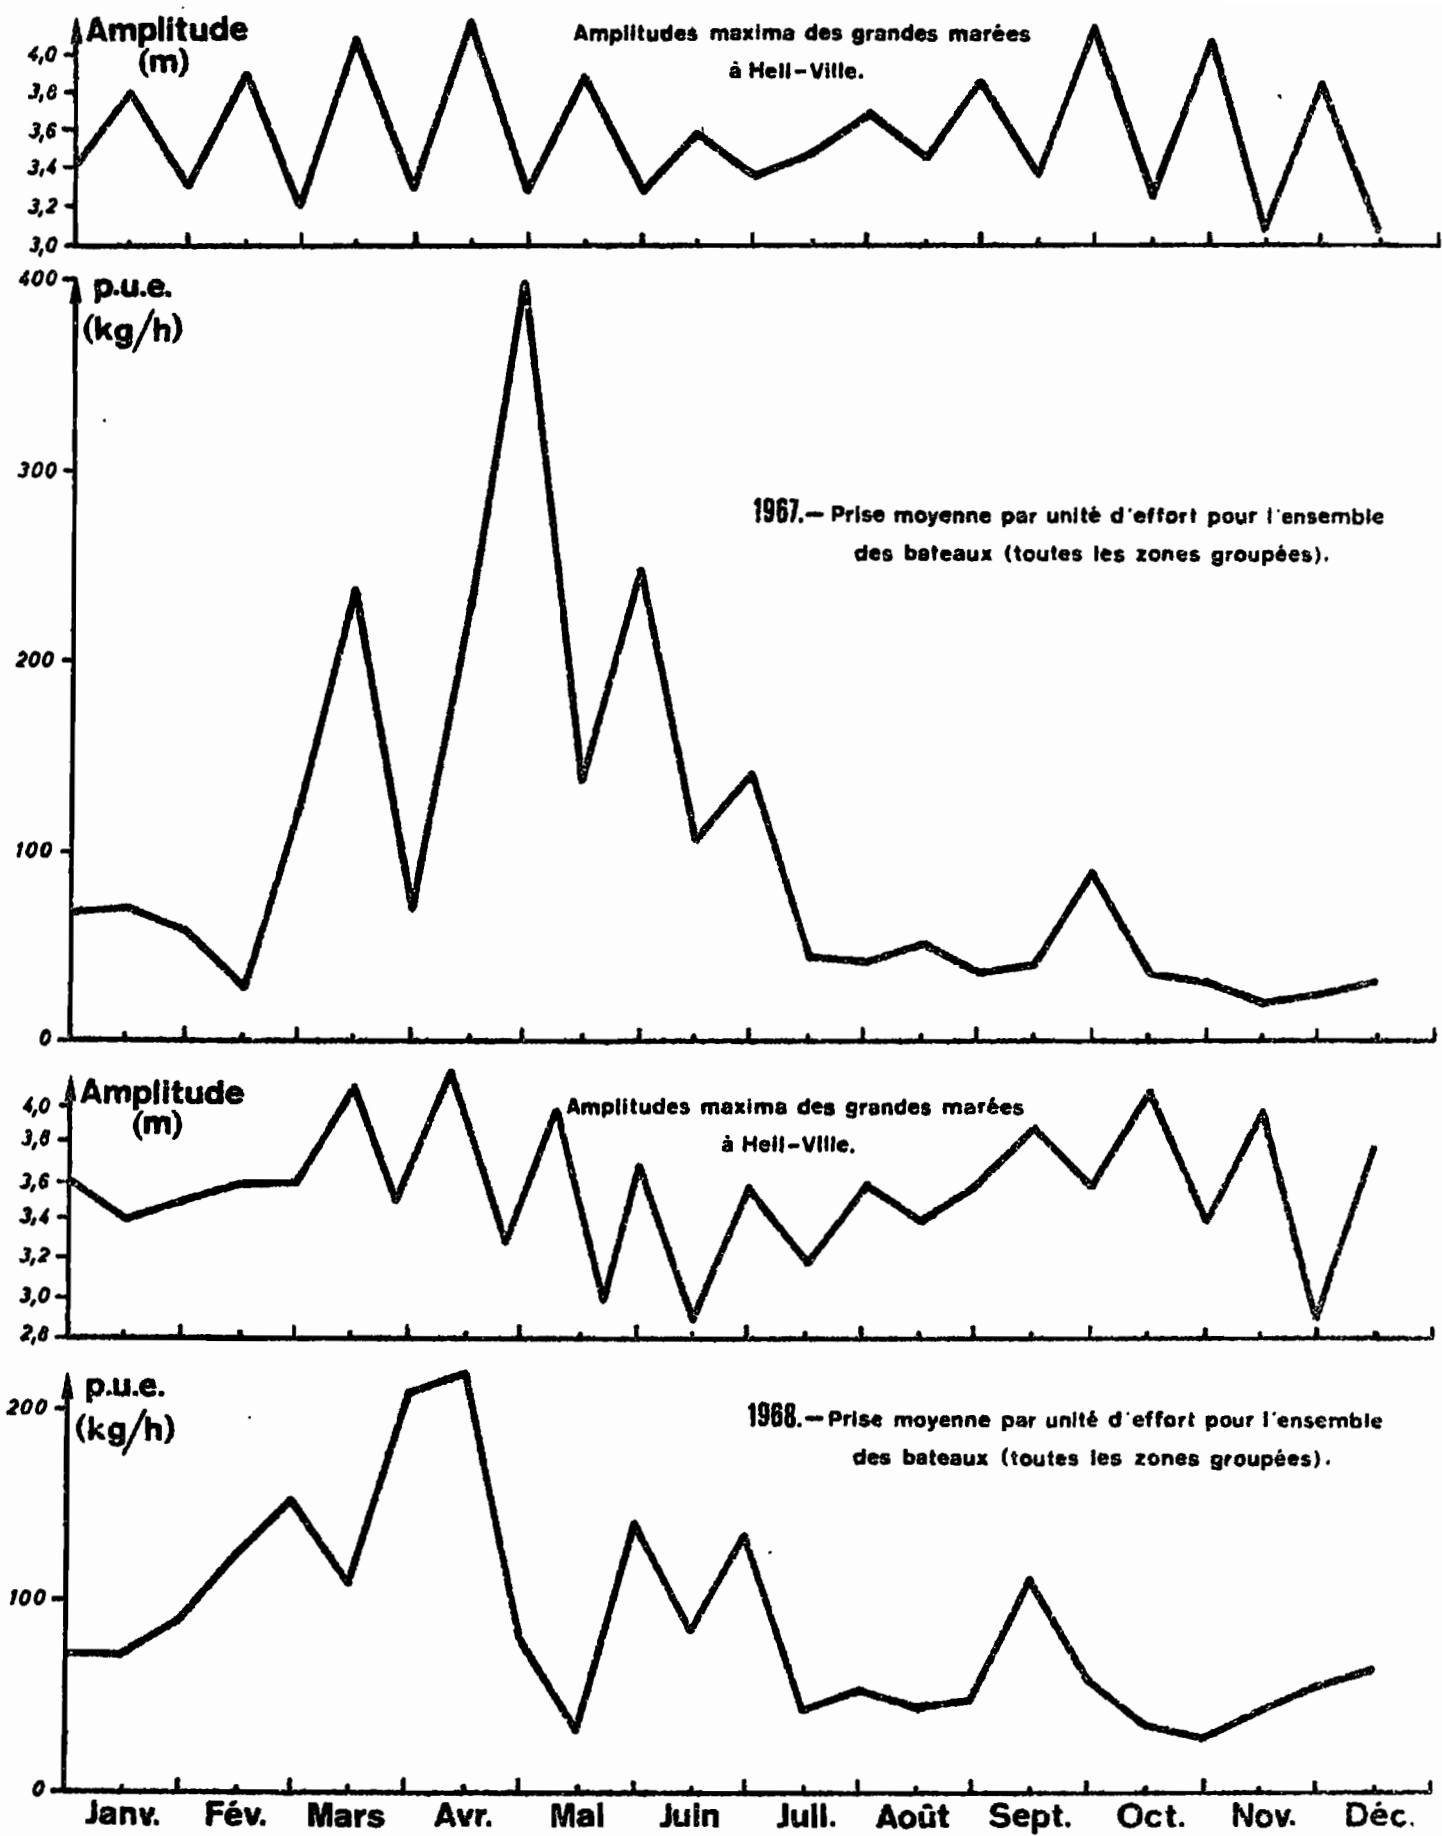 Amplitude
(m)
Amplitudes maxima des grandes marées
à Hell-Ville.
4,0
3,8
3,6
3,4
3,2
3,0
p.u.e.
(kg/h)
400
300
200
100
0
1967.— Prise moyenne par unité d'effort pour l'ensemble
des bateaux (toutes les zones groupées).
Amplitude
(m)
Amplitudes maxima des grandes marées
à Hell-Ville.
4,0
3,8
3,6
3,4
3,2
3,0
2,8
p.u.e.
(kg/h)
200
100
0
1968.— Prise moyenne par unité d'effort pour l'ensemble
des bateaux (toutes les zones groupées).
Janv. Fév. Mars Avr. Mai Juin Juil. Août Sept. Oct. Nov. Déc.